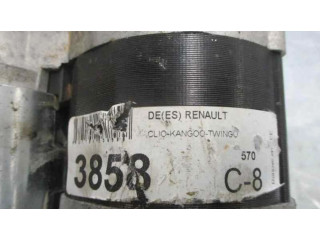 DE(ES) RENAULT
CLIO-KANGOO-TWINGO
570
3858
C-8